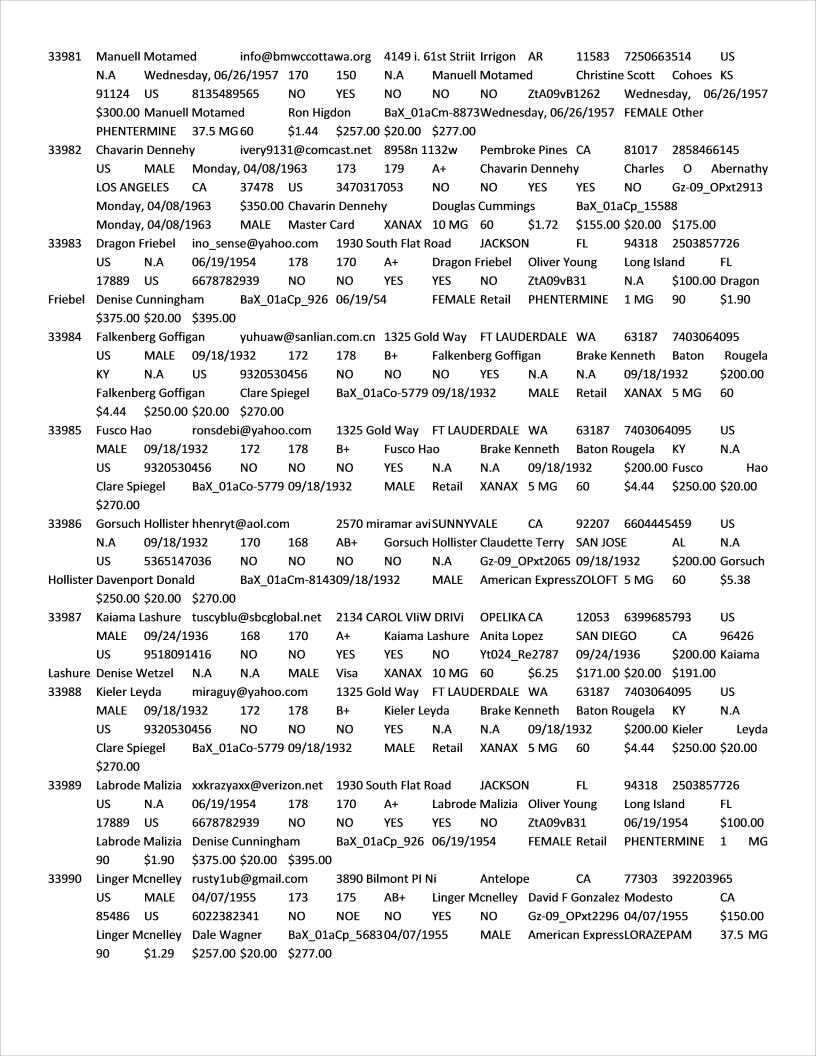 33981 Manuell Motamed info@bmwccottawa.org 4149 i. 61st Striit Irrigon AR 11583 7250663514 US
N.A Wednesday, 06/26/1957 170 150 N.A Manuell Motamed Christine Scott Cohoes KS
91124 US 8135489565 NO YES NO NO NO ZtA09vB1262 Wednesday, 06/26/1957
$300.00 Manuell Motamed Ron Higdon BaX_01aCm-8873Wednesday, 06/26/1957 FEMALE Other
PHENTERMINE 37.5 MG 60 $1.44 $257.00 $20.00 $277.00
33982 Chavarin Dennehy ivery9131@comcast.net 8958n 1132w Pembroke Pines CA 81017 2858466145
US MALE Monday, 04/08/1963 173 179 A+ Chavarin Dennehy Charles O Abernathy
LOS ANGELES CA 37478 US 3470317053 NO NO YES YES NO Gz-09_OPxt2913
Monday, 04/08/1963 $350.00 Chavarin Dennehy Douglas Cummings BaX_01aCp_15588
Monday, 04/08/1963 MALE Master Card XANAX 10 MG 60 $1.72 $155.00 $20.00 $175.00
33983 Dragon Friebel ino_sense@yahoo.com 1930 South Flat Road JACKSON FL 94318 2503857726
US N.A 06/19/1954 178 170 A+ Dragon Friebel Oliver Young Long Island FL
17889 US 6678782939 NO NO YES YES NO ZtA09vB31 N.A $100.00 Dragon
Friebel Denise Cunningham BaX_01aCp_926 06/19/54 FEMALE Retail PHENTERMINE 1 MG 90 $1.90
$375.00 $20.00 $395.00
33984 Falkenberg Goffigan yuhuaw@sanlian.com.cn 1325 Gold Way FT LAUDERDALE WA 63187 7403064095
US MALE 09/18/1932 172 178 B+ Falkenberg Goffigan Brake Kenneth Baton Rougela
KY N.A US 9320530456 NO NO NO YES N.A N.A 09/18/1932 $200.00
Falkenberg Goffigan Clare Spiegel BaX_01aCo-5779 09/18/1932 MALE Retail XANAX 5 MG 60
$4.44 $250.00 $20.00 $270.00
33985 Fusco Hao ronsdebi@yahoo.com 1325 Gold Way FT LAUDERDALE WA 63187 7403064095 US
MALE 09/18/1932 172 178 B+ Fusco Hao Brake Kenneth Baton Rougela KY N.A
US 9320530456 NO NO NO YES N.A N.A 09/18/1932 $200.00 Fusco Hao
Clare Spiegel BaX_01aCo-5779 09/18/1932 MALE Retail XANAX 5 MG 60 $4.44 $250.00 $20.00
$270.00
33986 Gorsuch Hollister hhenryt@aol.com 2570 miramar aviSUNNYVALE CA 92207 6604445459 US
N.A 09/18/1932 170 168 AB+ Gorsuch Hollister Claudette Terry SAN JOSE AL N.A
US 5365147036 NO NO NO NO N.A Gz-09_OPxt2065 09/18/1932 $200.00 Gorsuch
Hollister Davenport Donald BaX_01aCm-814309/18/1932 MALE American ExpressZOLOFT 5 MG 60 $5.38
$250.00 $20.00 $270.00
33987 Kaiama Lashure tuscyblu@sbcglobal.net 2134 CAROL VIiW DRIVi OPELIKA CA 12053 6399685793 US
MALE 09/24/1936 168 170 A+ Kaiama Lashure Anita Lopez SAN DIEGO CA 96426
US 9518091416 NO NO YES YES NO Yt024_Re2787 09/24/1936 $200.00 Kaiama
Lashure Denise Wetzel N.A N.A MALE Visa XANAX 10 MG 60 $6.25 $171.00 $20.00 $191.00
33988 Kieler Leyda miraguy@yahoo.com 1325 Gold Way FT LAUDERDALE WA 63187 7403064095 US
MALE 09/18/1932 172 178 B+ Kieler Leyda Brake Kenneth Baton Rougela KY N.A
US 9320530456 NO NO NO YES N.A N.A 09/18/1932 $200.00 Kieler Leyda
Clare Spiegel BaX_01aCo-5779 09/18/1932 MALE Retail XANAX 5 MG 60 $4.44 $250.00 $20.00
$270.00
33989 Labrode Malizia xxkrazyaxx@verizon.net 1930 South Flat Road JACKSON FL 94318 2503857726
US N.A 06/19/1954 178 170 A+ Labrode Malizia Oliver Young Long Island FL
17889 US 6678782939 NO NO YES YES NO ZtA09vB31 06/19/1954 $100.00
Labrode Malizia Denise Cunningham BaX_01aCp_926 06/19/1954 FEMALE Retail PHENTERMINE 1 MG
90 $1.90 $375.00 $20.00 $395.00
33990 Linger Mcnelley rusty1ub@gmail.com 3890 Bilmont Pl Ni Antelope CA 77303 392203965
US MALE 04/07/1955 173 175 AB+ Linger Mcnelley David F Gonzalez Modesto CA
85486 US 6022382341 NO NOE NO YES NO Gz-09_OPxt2296 04/07/1955 $150.00
Linger Mcnelley Dale Wagner BaX_01aCp_568304/07/1955 MALE American ExpressLORAZEPAM 37.5 MG
90 $1.29 $257.00 $20.00 $277.00